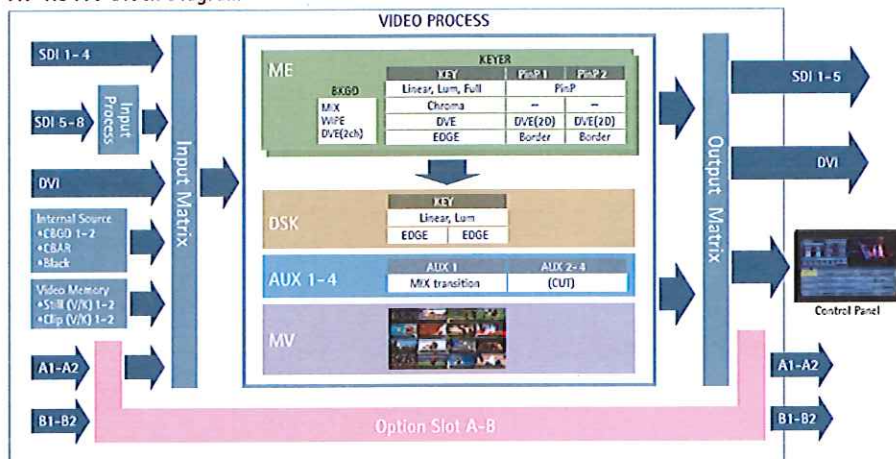 VIDEO PROCESS
SDI 1-4
SDI 5-8
Input Process
DVI
Internal Source
•CBGD 1-2
•CBAR
•Black
Video Memory
•Still (V/K) 1-2
•Clip (V/K) 1-2
A1-A2
B1-B2
Input Matrix
ME
BKGD
MIX
WIPE
DVE(2ch)
KEYER
KEY PinP1 PinP2
Linear, Lum, Full PinP
Chroma -- --
DVE DVE(2D) DVE(2D)
EDGE Border Border
DSK
KEY
Linear, Lum
EDGE EDGE
AUX 1-4
AUX 1 AUX 2-4
MIX transition (CUT)
MV
Option Slot A-B
Output Matrix
SDI 1-5
DVI
Control Panel
A1-A2
B1-B2